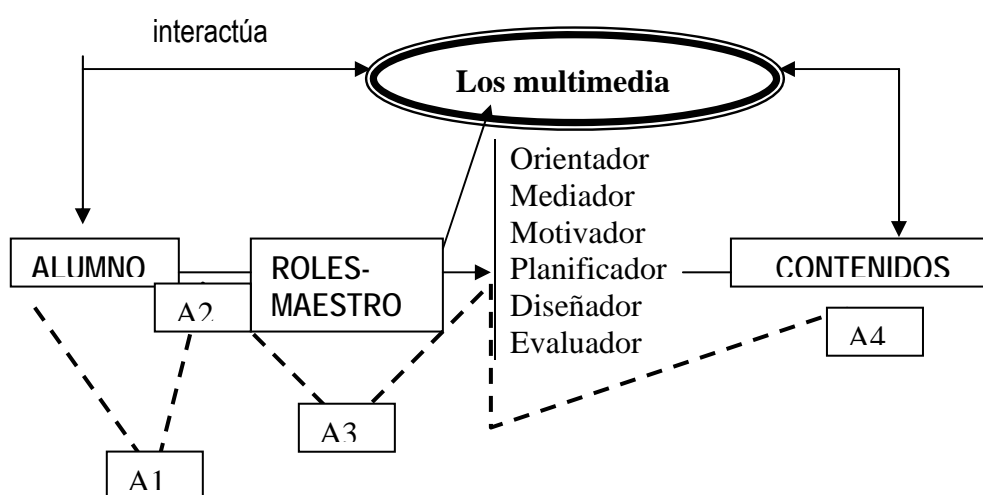 interactúa
Los multimedia
Orientador
Mediador
Motivador
Planificador
Diseñador
Evaluador
ALUMNO
ROLES-
MAESTRO
CONTENIDOS
A2
A4
A3
A1